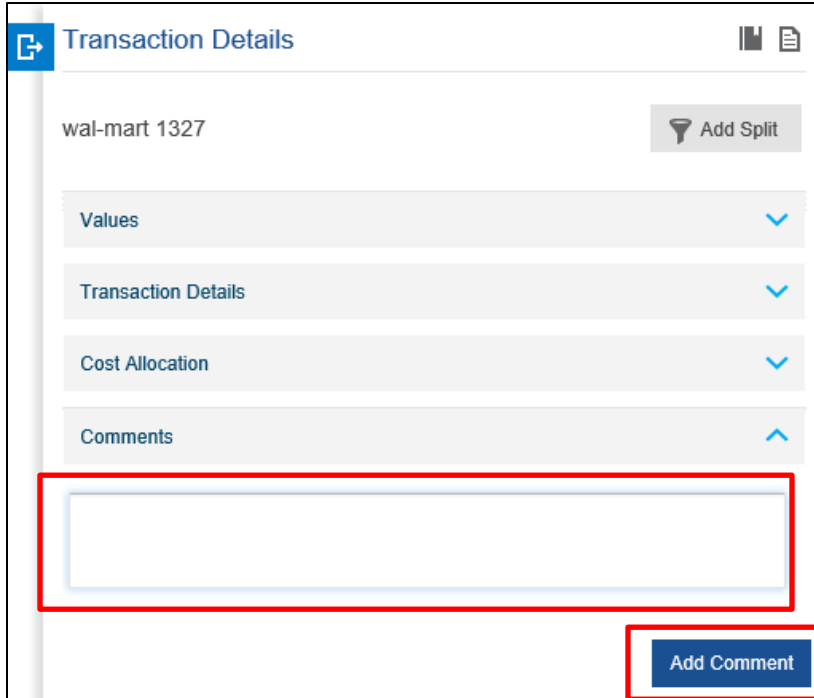 Transaction Details
wal-mart 1327
Add Split
Values
Transaction Details
Cost Allocation
Comments
Add Comment